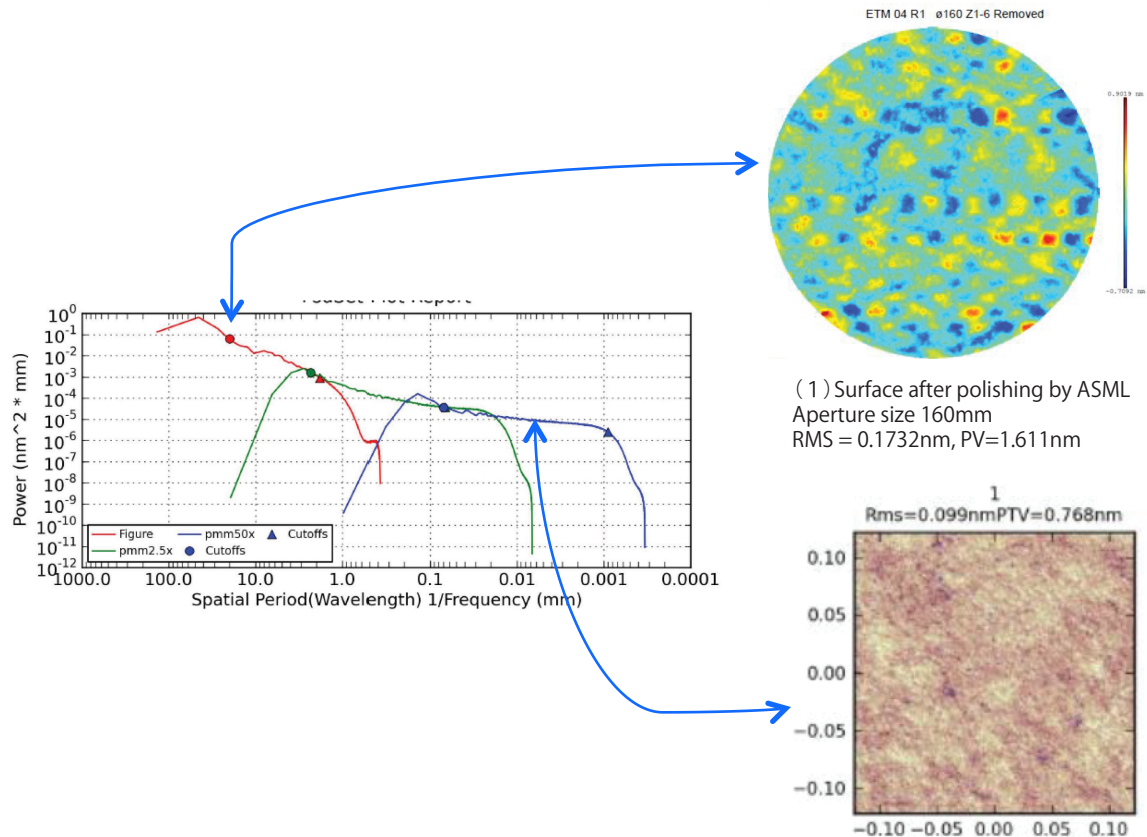 ETM 04 R1 ø160 Z1-6 Removed
0.9019 nm
-0.7092 nm
(1) Surface after polishing by ASML
Aperture size 160mm
RMS = 0.1732nm, PV=1.611nm
Plot Report
Power (nm^2 * mm)
10^0
10^-1
10^-2
10^-3
10^-4
10^-5
10^-6
10^-7
10^-8
10^-9
10^-10
10^-11
10^-12
Figure
pmm2.5x
pmm50x
Cutoffs
Cutoffs
1000.0 100.0 10.0 1.0 0.1 0.01 0.001 0.0001
Spatial Period(Wavelength) 1/Frequency (mm)
1
Rms=0.099nmPTV=0.768nm
0.10
0.05
0.00
−0.05
−0.10
−0.10 −0.05 0.00 0.05 0.10